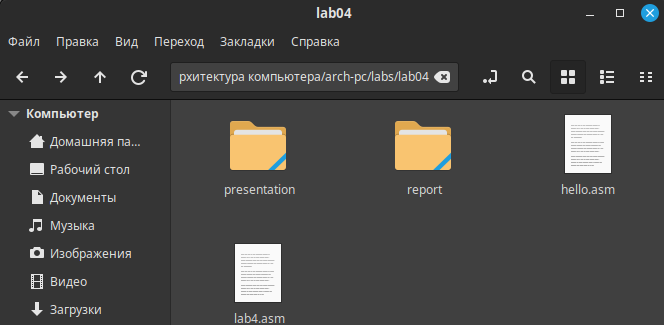 lab04
Файл Правка Вид Переход Закладки Справка
рхитектура компьютера/arch-pc/labs/lab04
Компьютер
Домашняя па...
Рабочий стол
Документы
Музыка
Изображения
Видео
Загрузки
presentation
report
hello.asm
lab4.asm